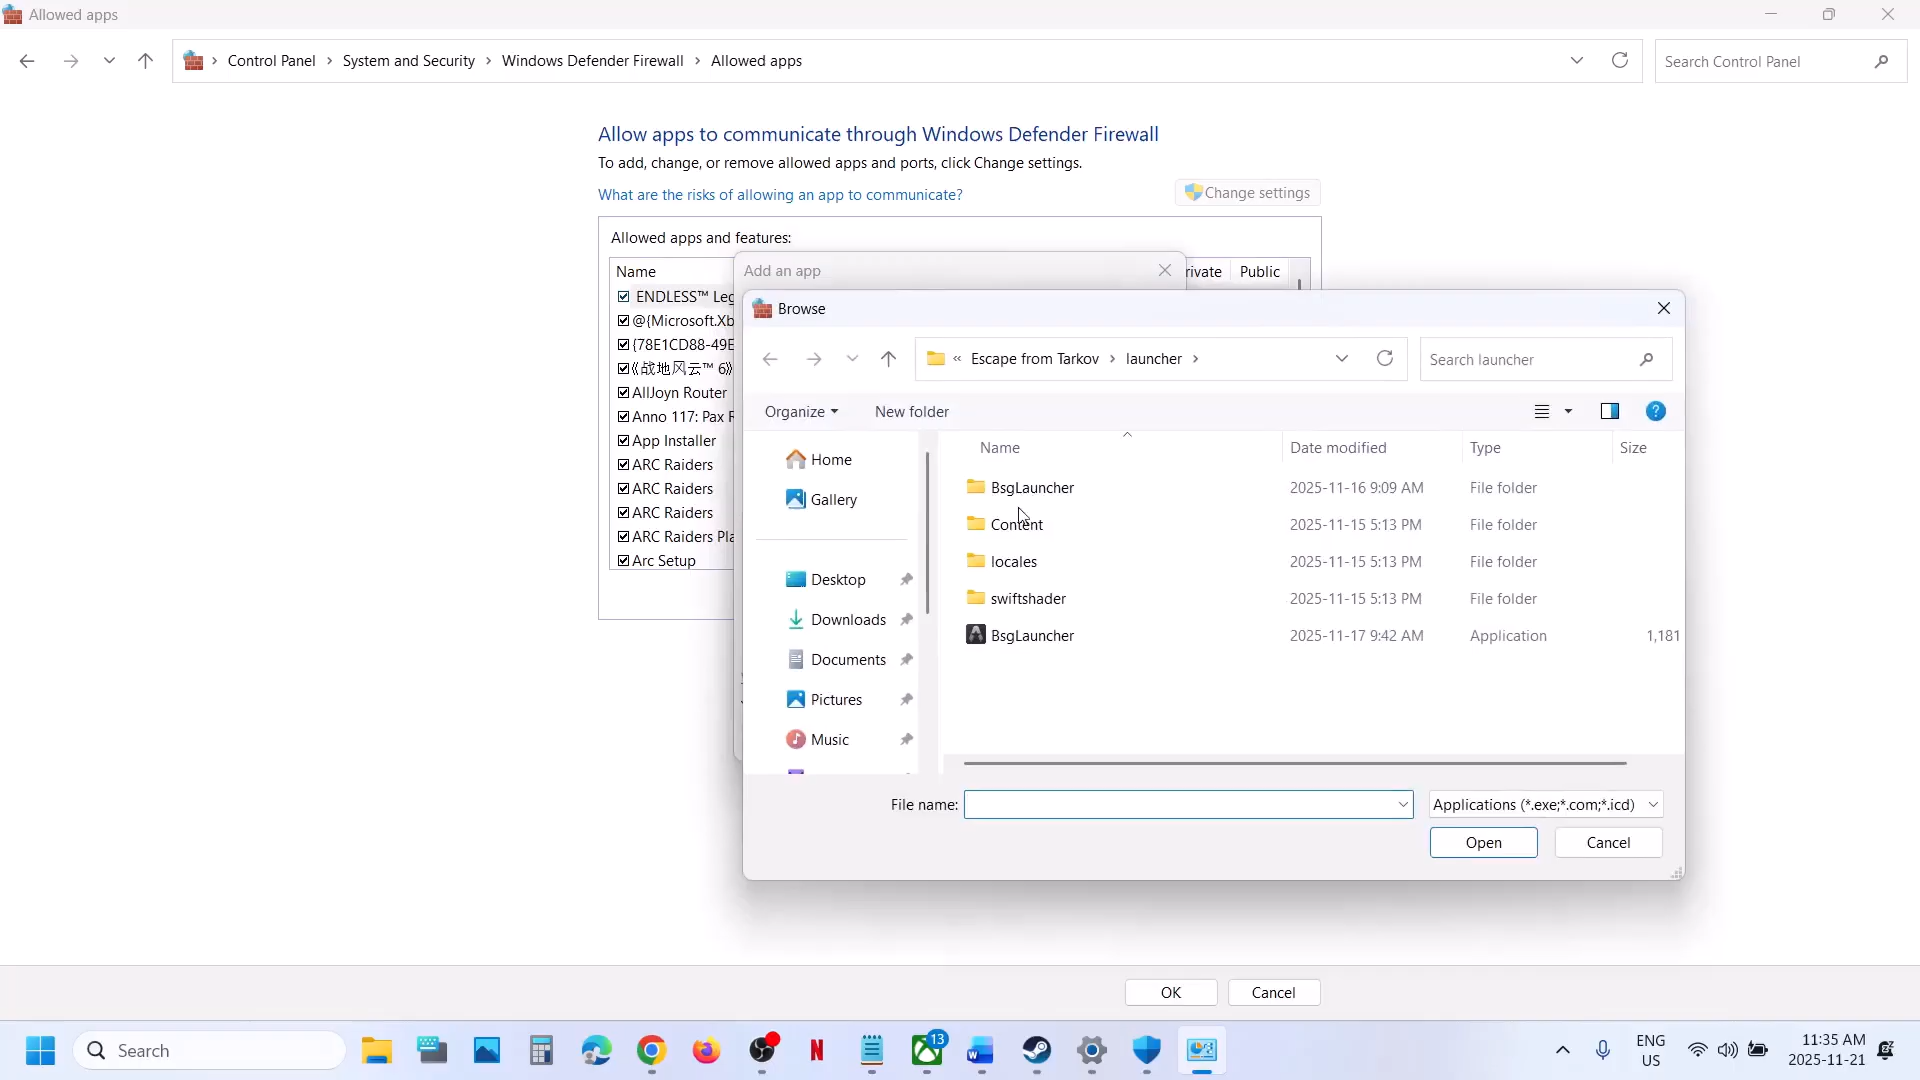 Allowed apps
Control Panel > System and Security > Windows Defender Firewall > Allowed apps
Search Control Panel
Allow apps to communicate through Windows Defender Firewall
To add, change, or remove allowed apps and ports, click Change settings.
What are the risks of allowing an app to communicate?
Change settings
Allowed apps and features:
Name
rivate
Public
ENDLESS™ Leg
@{Microsoft.Xb
{78E1CD88-49E
《战地风云™ 6》
AllJoyn Router
Anno 117: Pax R
App Installer
ARC Raiders
ARC Raiders
ARC Raiders
ARC Raiders Pla
Arc Setup
Add an app
Browse
« Escape from Tarkov > launcher >
Search launcher
Organize
New folder
Home
Gallery
Desktop
Downloads
Documents
Pictures
Music
Name Date modified Type Size
BsgLauncher 2025-11-16 9:09 AM File folder
Content 2025-11-15 5:13 PM File folder
locales 2025-11-15 5:13 PM File folder
swiftshader 2025-11-15 5:13 PM File folder
BsgLauncher 2025-11-17 9:42 AM Application 1,181
File name:
Applications (*.exe;*.com;*.icd)
Open
Cancel
OK
Cancel
Search
13
ENG
US
11:35 AM
2025-11-21